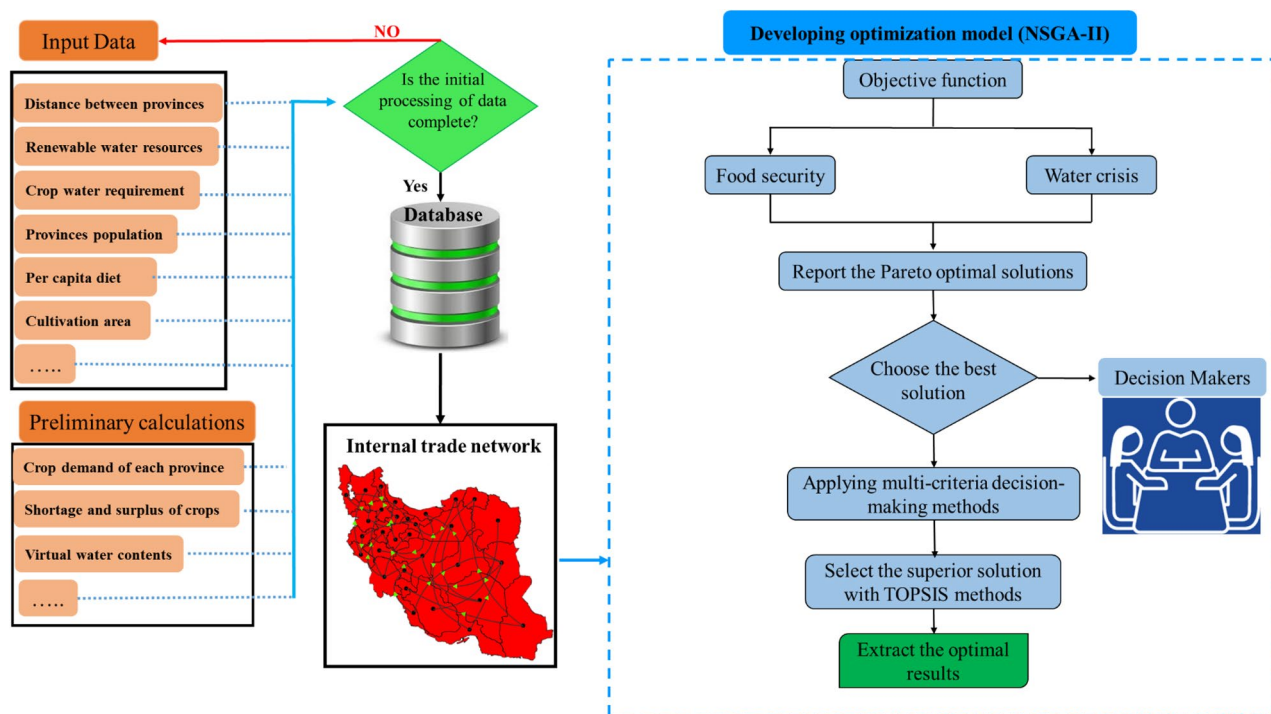 Input Data
NO
Distance between provinces
Renewable water resources
Crop water requirement
Provinces population
Per capita diet
Cultivation area
.....
Preliminary calculations
Crop demand of each province
Shortage and surplus of crops
Virtual water contents
.....
Is the initial
processing of data
complete?
Yes
Database
Internal trade network
Developing optimization model (NSGA-II)
Objective function
Food security
Water crisis
Report the Pareto optimal solutions
Choose the best
solution
Decision Makers
Applying multi-criteria decision-
making methods
Select the superior solution
with TOPSIS methods
Extract the optimal
results